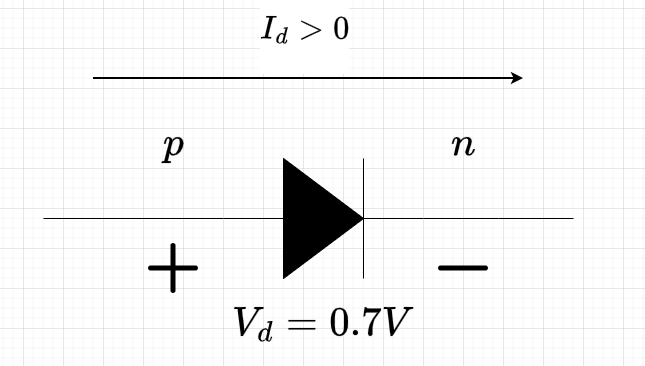 I_d > 0
p n
+ −
V_d = 0.7V